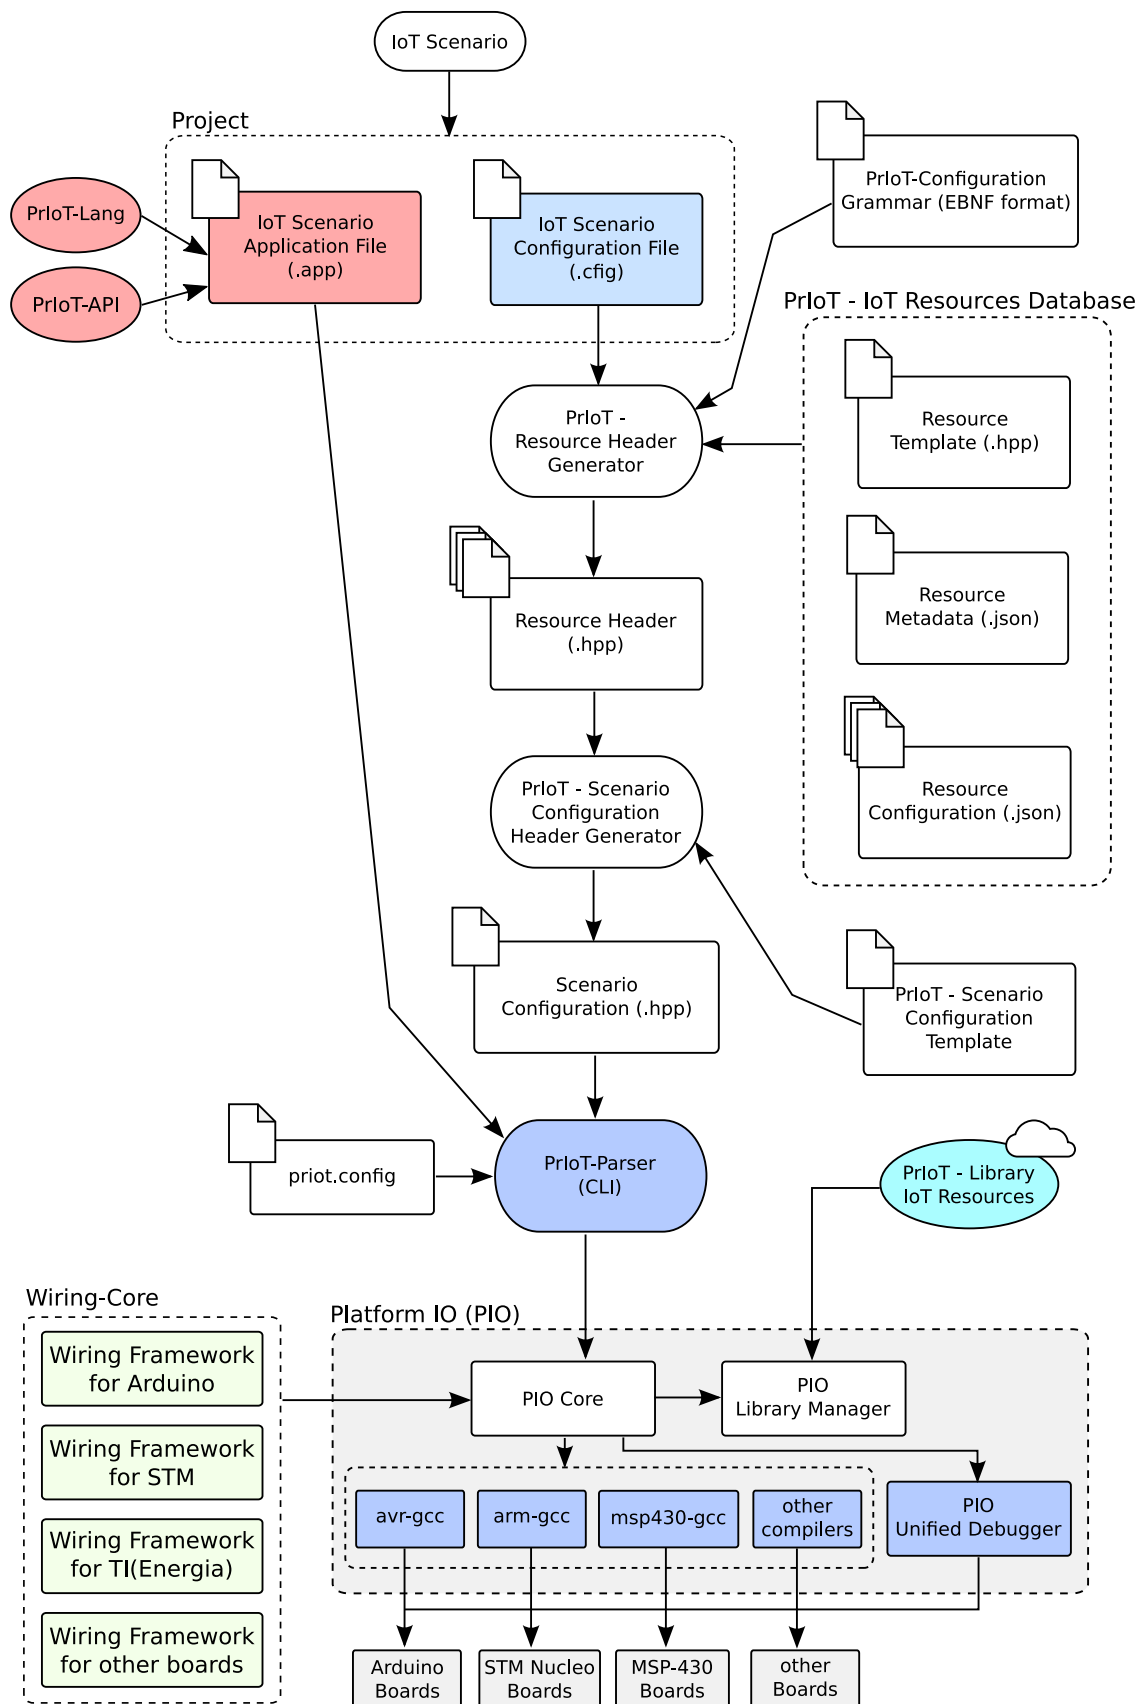 IoT Scenario
Project
PrIoT-Lang
PrIoT-API
IoT Scenario
Application File
(.app)
IoT Scenario
Configuration File
(.cfig)
PrIoT-Configuration
Grammar (EBNF format)
PrIoT - IoT Resources Database
Resource
Template (.hpp)
Resource
Metadata (.json)
Resource
Configuration (.json)
PrIoT -
Resource Header
Generator
Resource Header
(.hpp)
PrIoT - Scenario
Configuration
Header Generator
Scenario
Configuration (.hpp)
PrIoT - Scenario
Configuration
Template
priot.config
PrIoT-Parser
(CLI)
PrIoT - Library
IoT Resources
Wiring-Core
Wiring Framework
for Arduino
Wiring Framework
for STM
Wiring Framework
for TI(Energia)
Wiring Framework
for other boards
Platform IO (PIO)
PIO Core
PIO
Library Manager
avr-gcc
arm-gcc
msp430-gcc
other
compilers
PIO
Unified Debugger
Arduino
Boards
STM Nucleo
Boards
MSP-430
Boards
other
Boards